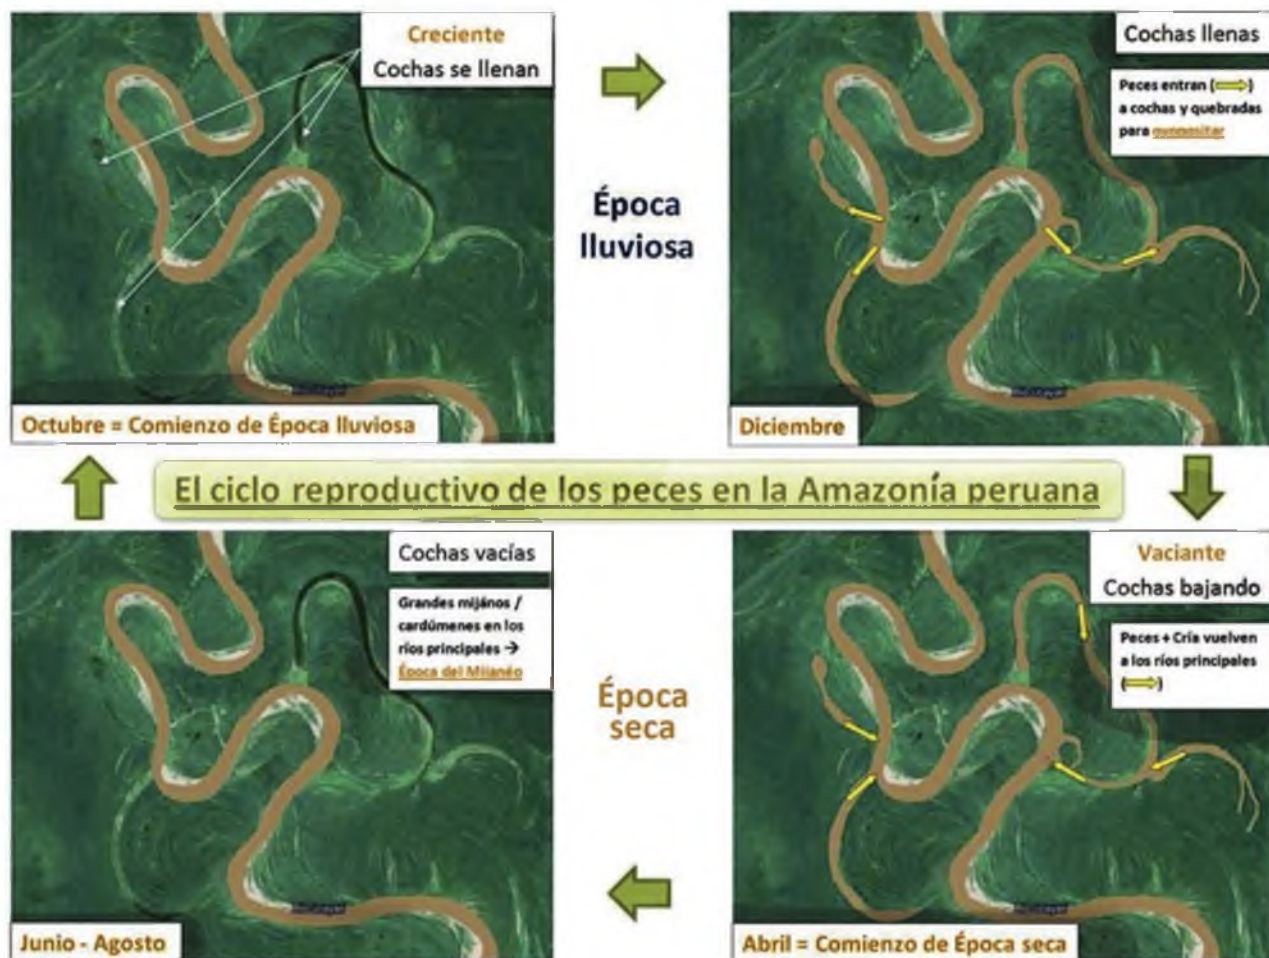 Creciente
Cochas se llenan
Octubre = Comienzo de Época lluviosa
Época
lluviosa
Cochas llenas
Peces entran (
)
a cochas y quebradas
para
Diciembre
El ciclo reproductivo de los peces en la Amazonía peruana
Cochas vacías
Grandes mijános /
cardúmenes en los
ríos principales →
Época del Mijanéo
Junio - Agosto
Época
seca
Vaciante
Cochas bajando
Peces + Cría vuelven
a los ríos principales
(
)
Abril = Comienzo de Época seca